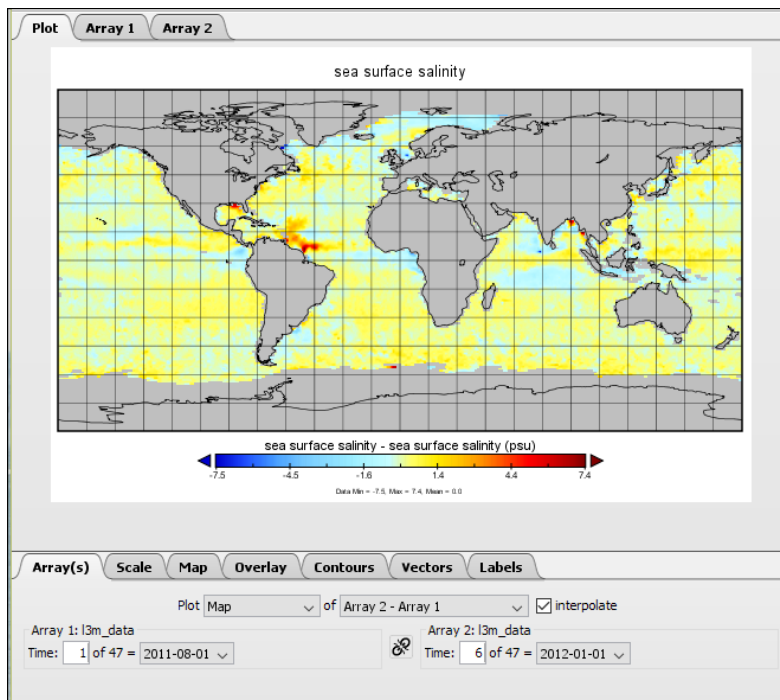 Plot Array 1 Array 2
sea surface salinity
sea surface salinity - sea surface salinity (psu)
-7.5 -4.5 -1.6 1.4 4.4 7.4
Data Min = -7.5, Max = 7.4, Mean = 0.0
Array(s) Scale Map Overlay Contours Vectors Labels
Plot Map of Array 2 - Array 1 interpolate
Array 1: l3m_data Array 2: l3m_data
Time: 1 of 47 = 2011-08-01 Time: 6 of 47 = 2012-01-01